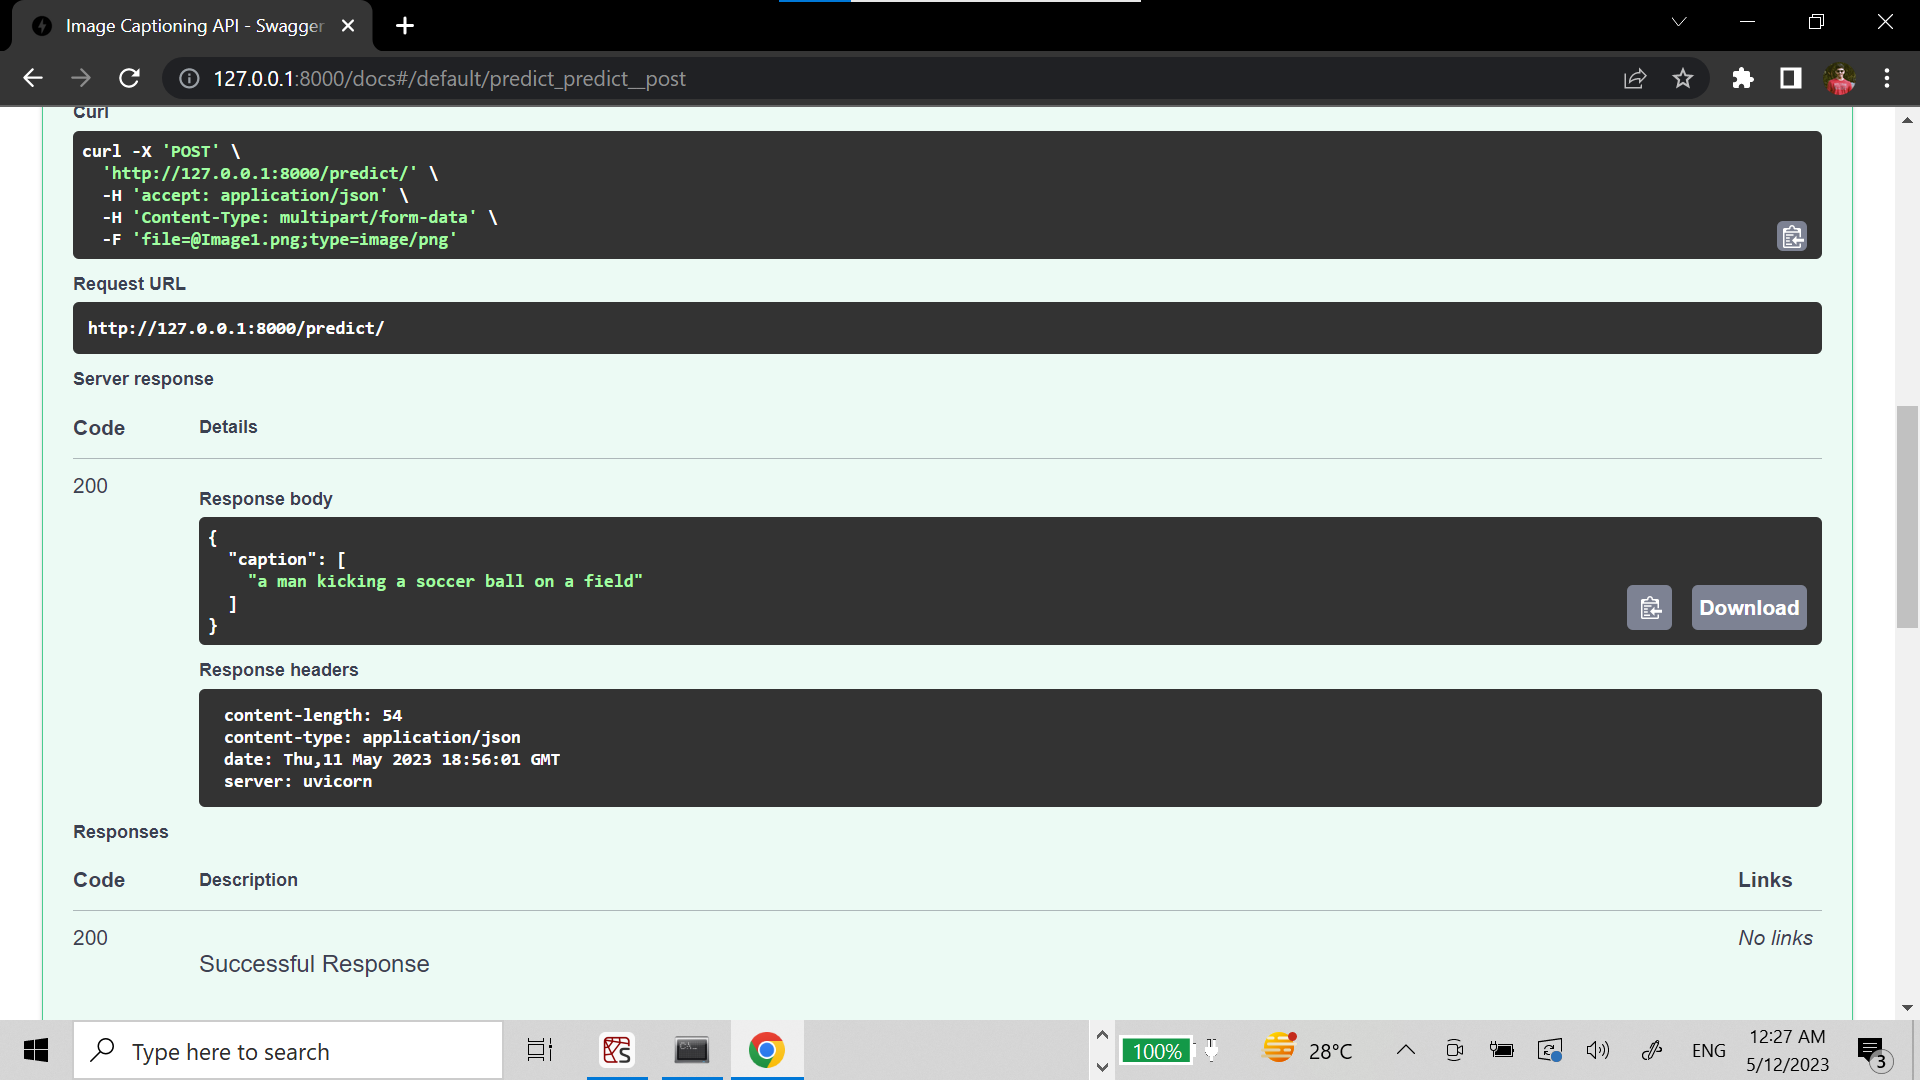 Image Captioning API - Swagger
127.0.0.1:8000/docs#/default/predict_predict__post
Curl
curl -X 'POST' \
'http://127.0.0.1:8000/predict/' \
-H 'accept: application/json' \
-H 'Content-Type: multipart/form-data' \
-F 'file=@Image1.png;type=image/png'
Request URL
http://127.0.0.1:8000/predict/
Server response
Code Details
200
Response body
{
"caption": [
"a man kicking a soccer ball on a field"
]
}
Download
Response headers
content-length: 54
content-type: application/json
date: Thu,11 May 2023 18:56:01 GMT
server: uvicorn
Responses
Code Description Links
200 No links
Successful Response
Type here to search
100%
28°C
ENG
12:27 AM
5/12/2023
3